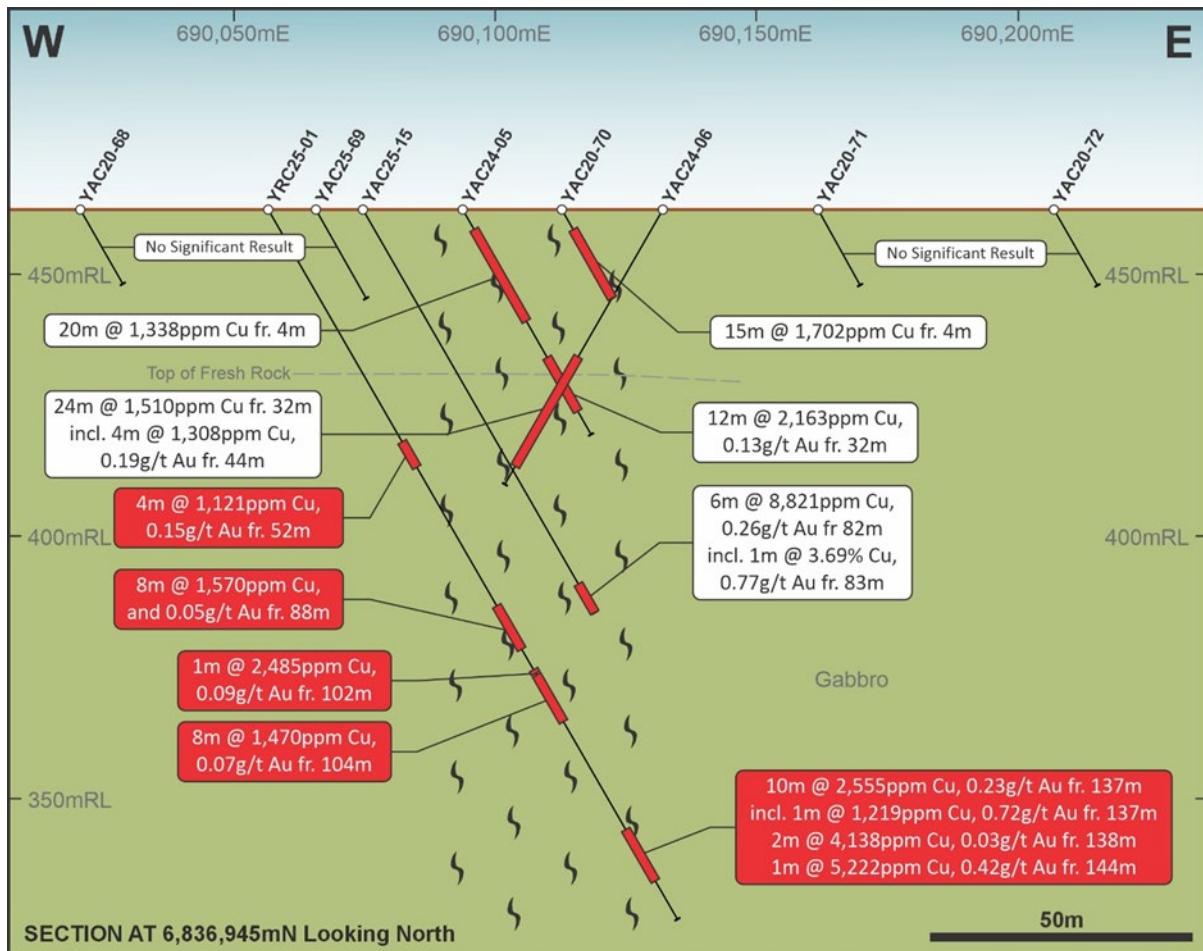 W
690,050mE
690,100mE
690,150mE
690,200mE
E
YAC20-68
YRC25-01
YAC25-69
YAC25-15
YAC24-05
YAC20-70
YAC24-06
YAC20-71
YAC20-72
No Significant Result
No Significant Result
450mRL
450mRL
20m @ 1,338ppm Cu fr. 4m
15m @ 1,702ppm Cu fr. 4m
Top of Fresh Rock
24m @ 1,510ppm Cu fr. 32m
incl. 4m @ 1,308ppm Cu,
0.19g/t Au fr. 44m
12m @ 2,163ppm Cu,
0.13g/t Au fr. 32m
4m @ 1,121ppm Cu,
0.15g/t Au fr. 52m
6m @ 8,821ppm Cu,
0.26g/t Au fr 82m
incl. 1m @ 3.69% Cu,
0.77g/t Au fr. 83m
400mRL
400mRL
8m @ 1,570ppm Cu,
and 0.05g/t Au fr. 88m
1m @ 2,485ppm Cu,
0.09g/t Au fr. 102m
Gabbro
8m @ 1,470ppm Cu,
0.07g/t Au fr. 104m
350mRL
10m @ 2,555ppm Cu, 0.23g/t Au fr. 137m
incl. 1m @ 1,219ppm Cu, 0.72g/t Au fr. 137m
2m @ 4,138ppm Cu, 0.03g/t Au fr. 138m
1m @ 5,222ppm Cu, 0.42g/t Au fr. 144m
SECTION AT 6,836,945mN Looking North
50m